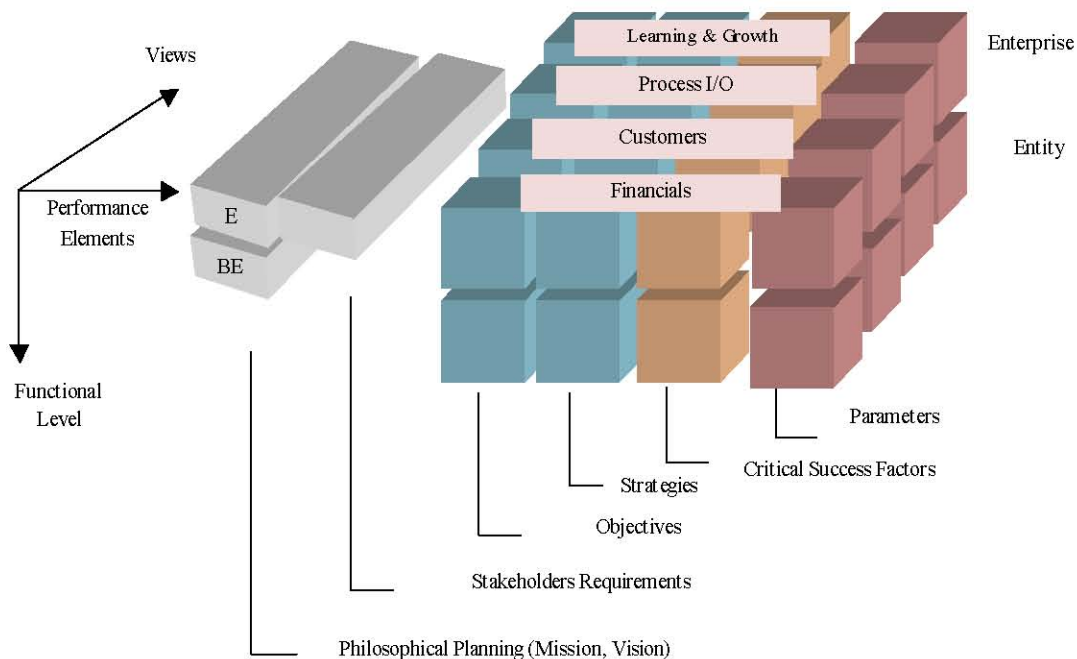 Learning & Growth
Enterprise
Views
Process I/O
Customers
Entity
Financials
Performance
Elements
E
BE
Functional
Level
Parameters
Critical Success Factors
Strategies
Objectives
Stakeholders Requirements
Philosophical Planning (Mission, Vision)